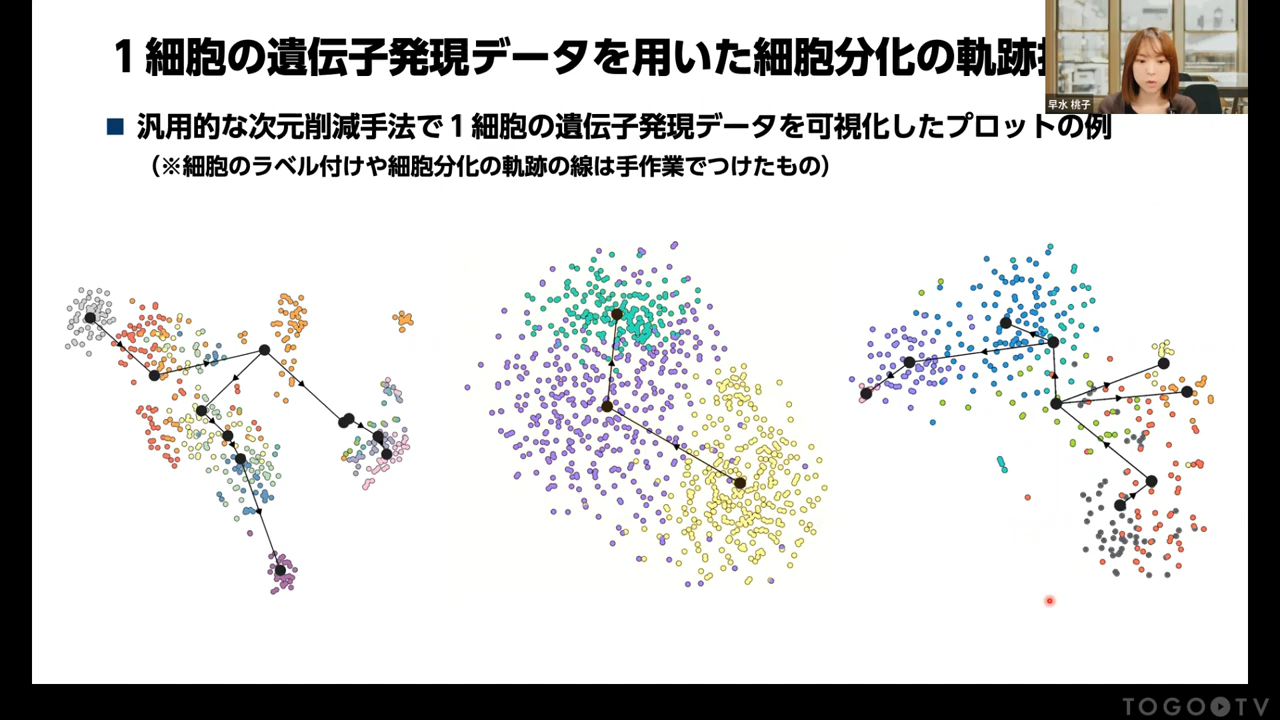 1細胞の遺伝子発現データを用いた細胞分化の軌跡
早水 桃子
汎用的な次元削減手法で1細胞の遺伝子発現データを可視化したプロットの例
（※細胞のラベル付けや細胞分化の軌跡の線は手作業でつけたもの）
TOGOTV